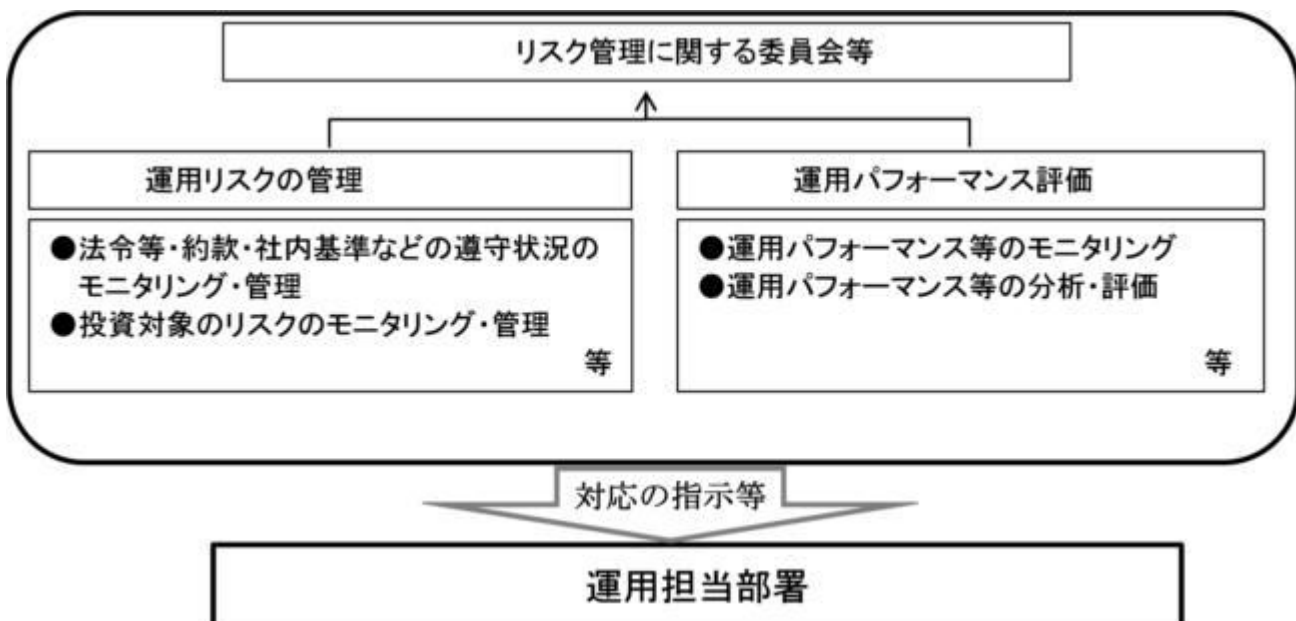 リスク管理に関する委員会等
運用リスクの管理
運用パフォーマンス評価
●法令等・約款・社内基準などの遵守状況の
モニタリング・管理
●投資対象のリスクのモニタリング・管理
等
●運用パフォーマンス等のモニタリング
●運用パフォーマンス等の分析・評価
等
対応の指示等
運用担当部署